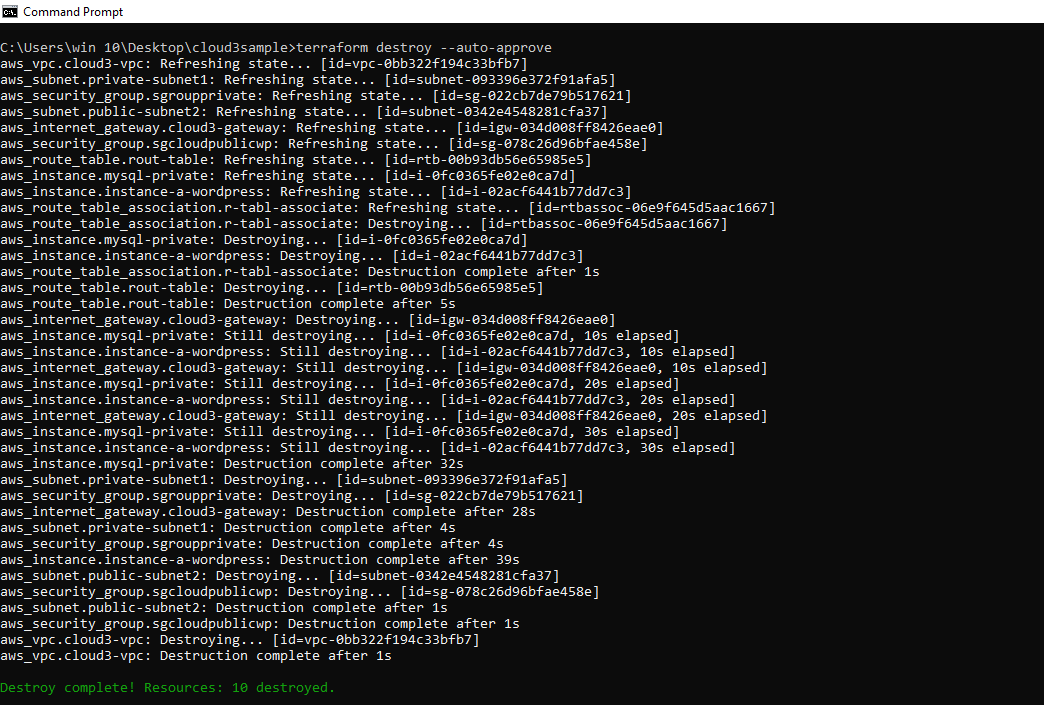 Command Prompt
C:\Users\win 10\Desktop\cloud3sample>terraform destroy --auto-approve
aws_vpc.cloud3-vpc: Refreshing state... [id=vpc-0bb322f194c33bfb7]
aws_subnet.private-subnet1: Refreshing state... [id=subnet-093396e372f91afa5]
aws_security_group.sgroupprivate: Refreshing state... [id=sg-022cb7de79b517621]
aws_subnet.public-subnet2: Refreshing state... [id=subnet-0342e4548281cfa37]
aws_internet_gateway.cloud3-gateway: Refreshing state... [id=igw-034d008ff8426eae0]
aws_security_group.sgcloudpublicwp: Refreshing state... [id=sg-078c26d96bfae458e]
aws_route_table.rout-table: Refreshing state... [id=rtb-00b93db56e65985e5]
aws_instance.mysql-private: Refreshing state... [id=i-0fc0365fe02e0ca7d]
aws_instance.instance-a-wordpress: Refreshing state... [id=i-02acf6441b77dd7c3]
aws_route_table_association.r-tabl-associate: Refreshing state... [id=rtbassoc-06e9f645d5aac1667]
aws_route_table_association.r-tabl-associate: Destroying... [id=rtbassoc-06e9f645d5aac1667]
aws_instance.mysql-private: Destroying... [id=i-0fc0365fe02e0ca7d]
aws_instance.instance-a-wordpress: Destroying... [id=i-02acf6441b77dd7c3]
aws_route_table_association.r-tabl-associate: Destruction complete after 1s
aws_route_table.rout-table: Destroying... [id=rtb-00b93db56e65985e5]
aws_route_table.rout-table: Destruction complete after 5s
aws_internet_gateway.cloud3-gateway: Destroying... [id=igw-034d008ff8426eae0]
aws_instance.mysql-private: Still destroying... [id=i-0fc0365fe02e0ca7d, 10s elapsed]
aws_instance.instance-a-wordpress: Still destroying... [id=i-02acf6441b77dd7c3, 10s elapsed]
aws_internet_gateway.cloud3-gateway: Still destroying... [id=igw-034d008ff8426eae0, 10s elapsed]
aws_instance.mysql-private: Still destroying... [id=i-0fc0365fe02e0ca7d, 20s elapsed]
aws_instance.instance-a-wordpress: Still destroying... [id=i-02acf6441b77dd7c3, 20s elapsed]
aws_internet_gateway.cloud3-gateway: Still destroying... [id=igw-034d008ff8426eae0, 20s elapsed]
aws_instance.mysql-private: Still destroying... [id=i-0fc0365fe02e0ca7d, 30s elapsed]
aws_instance.instance-a-wordpress: Still destroying... [id=i-02acf6441b77dd7c3, 30s elapsed]
aws_instance.mysql-private: Destruction complete after 32s
aws_subnet.private-subnet1: Destroying... [id=subnet-093396e372f91afa5]
aws_security_group.sgroupprivate: Destroying... [id=sg-022cb7de79b517621]
aws_internet_gateway.cloud3-gateway: Destruction complete after 28s
aws_subnet.private-subnet1: Destruction complete after 4s
aws_security_group.sgroupprivate: Destruction complete after 4s
aws_instance.instance-a-wordpress: Destruction complete after 39s
aws_subnet.public-subnet2: Destroying... [id=subnet-0342e4548281cfa37]
aws_security_group.sgcloudpublicwp: Destroying... [id=sg-078c26d96bfae458e]
aws_subnet.public-subnet2: Destruction complete after 1s
aws_security_group.sgcloudpublicwp: Destruction complete after 1s
aws_vpc.cloud3-vpc: Destroying... [id=vpc-0bb322f194c33bfb7]
aws_vpc.cloud3-vpc: Destruction complete after 1s
Destroy complete! Resources: 10 destroyed.